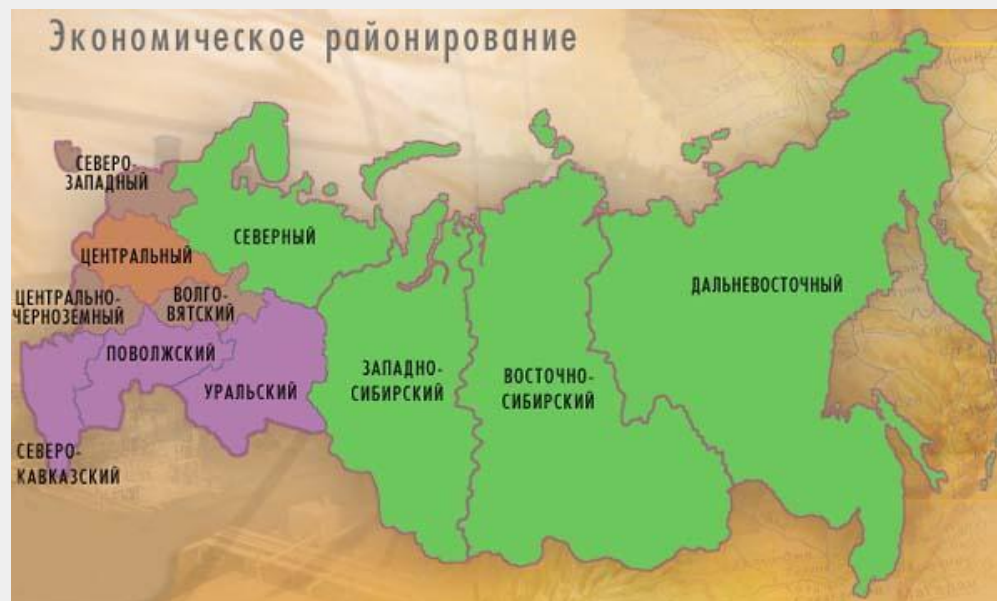 Экономическое районирование
СЕВЕРО-
ЗАПАДНЫЙ
СЕВЕРНЫЙ
ЦЕНТРАЛЬНЫЙ
ЦЕНТРАЛЬНО-
ЧЕРНОЗЕМНЫЙ
ВОЛГО-
ВЯТСКИЙ
ДАЛЬНЕВОСТОЧНЫЙ
ПОВОЛЖСКИЙ
УРАЛЬСКИЙ
ЗАПАДНО-
СИБИРСКИЙ
ВОСТОЧНО-
СИБИРСКИЙ
СЕВЕРО-
КАВКАЗСКИЙ